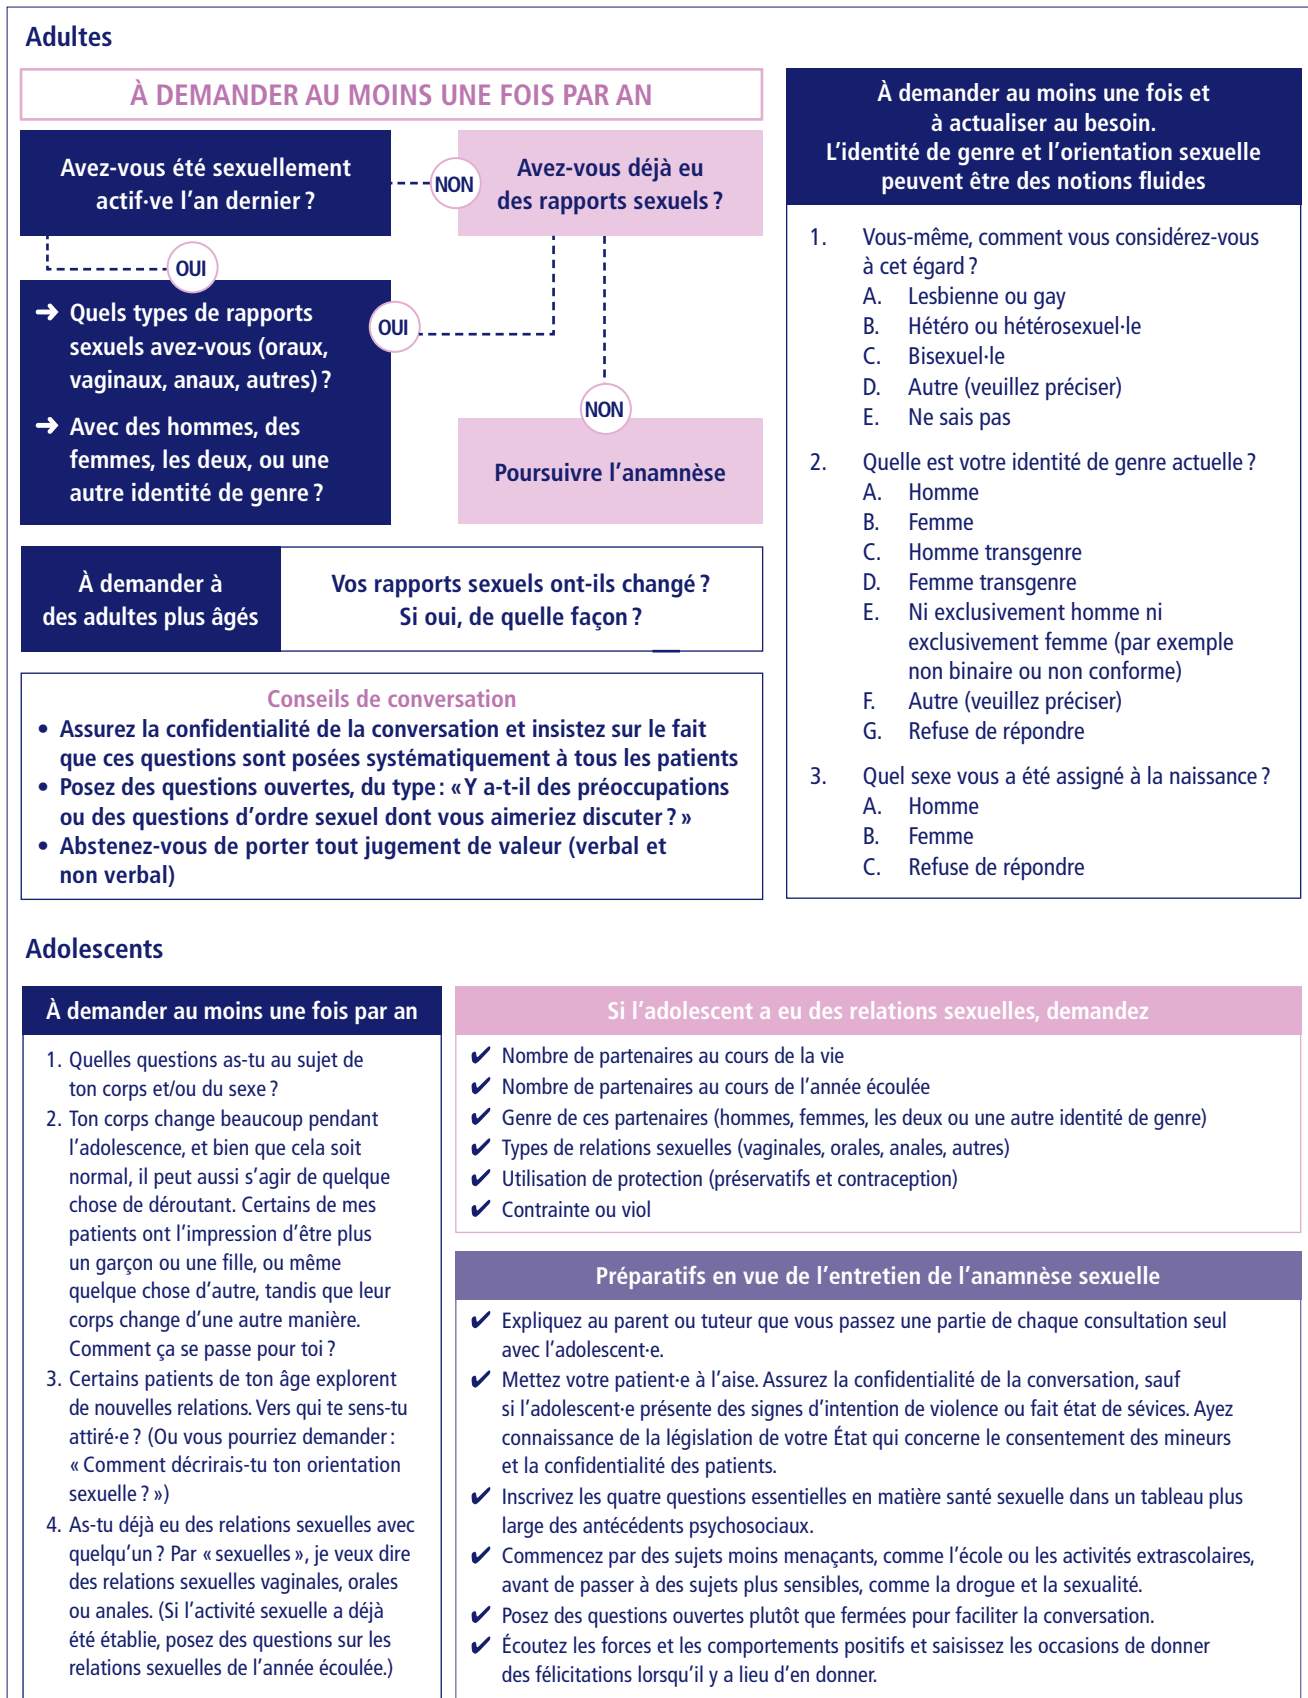 Adultes
À DEMANDER AU MOINS UNE FOIS PAR AN
Avez-vous été sexuellement
actif·ve l'an dernier ?
NON
Avez-vous déjà eu
des rapports sexuels ?
OUI
➜ Quels types de rapports
sexuels avez-vous (oraux,
vaginaux, anaux, autres) ?
➜ Avec des hommes, des
femmes, les deux, ou une
autre identité de genre ?
OUI
NON
Poursuivre l'anamnèse
À demander à
des adultes plus âgés
Vos rapports sexuels ont-ils changé ?
Si oui, de quelle façon ?
Conseils de conversation
• Assurez la confidentialité de la conversation et insistez sur le fait
que ces questions sont posées systématiquement à tous les patients
• Posez des questions ouvertes, du type : « Y a-t-il des préoccupations
ou des questions d'ordre sexuel dont vous aimeriez discuter ? »
• Abstenez-vous de porter tout jugement de valeur (verbal et
non verbal)
À demander au moins une fois et
à actualiser au besoin.
L'identité de genre et l'orientation sexuelle
peuvent être des notions fluides
1. Vous-même, comment vous considérez-vous
à cet égard ?
A. Lesbienne ou gay
B. Hétéro ou hétérosexuel·le
C. Bisexuel·le
D. Autre (veuillez préciser)
E. Ne sais pas
2. Quelle est votre identité de genre actuelle ?
A. Homme
B. Femme
C. Homme transgenre
D. Femme transgenre
E. Ni exclusivement homme ni
exclusivement femme (par exemple
non binaire ou non conforme)
F. Autre (veuillez préciser)
G. Refuse de répondre
3. Quel sexe vous a été assigné à la naissance ?
A. Homme
B. Femme
C. Refuse de répondre
Adolescents
À demander au moins une fois par an
1. Quelles questions as-tu au sujet de
ton corps et/ou du sexe ?
2. Ton corps change beaucoup pendant
l'adolescence, et bien que cela soit
normal, il peut aussi s'agir de quelque
chose de déroutant. Certains de mes
patients ont l'impression d'être plus
un garçon ou une fille, ou même
quelque chose d'autre, tandis que leur
corps change d'une autre manière.
Comment ça se passe pour toi ?
3. Certains patients de ton âge explorent
de nouvelles relations. Vers qui te sens-tu
attiré·e ? (Ou vous pourriez demander :
« Comment décrirais-tu ton orientation
sexuelle ? »)
4. As-tu déjà eu des relations sexuelles avec
quelqu'un ? Par « sexuelles », je veux dire
des relations sexuelles vaginales, orales
ou anales. (Si l'activité sexuelle a déjà
été établie, posez des questions sur les
relations sexuelles de l'année écoulée.)
Si l'adolescent a eu des relations sexuelles, demandez
✔ Nombre de partenaires au cours de la vie
✔ Nombre de partenaires au cours de l'année écoulée
✔ Genre de ces partenaires (hommes, femmes, les deux ou une autre identité de genre)
✔ Types de relations sexuelles (vaginales, orales, anales, autres)
✔ Utilisation de protection (préservatifs et contraception)
✔ Contrainte ou viol
Préparatifs en vue de l'entretien de l'anamnèse sexuelle
✔ Expliquez au parent ou tuteur que vous passez une partie de chaque consultation seul
avec l'adolescent·e.
✔ Mettez votre patient·e à l'aise. Assurez la confidentialité de la conversation, sauf
si l'adolescent·e présente des signes d'intention de violence ou fait état de sévices. Ayez
connaissance de la législation de votre État qui concerne le consentement des mineurs
et la confidentialité des patients.
✔ Inscrivez les quatre questions essentielles en matière santé sexuelle dans un tableau plus
large des antécédents psychosociaux.
✔ Commencez par des sujets moins menaçants, comme l'école ou les activités extrascolaires,
avant de passer à des sujets plus sensibles, comme la drogue et la sexualité.
✔ Posez des questions ouvertes plutôt que fermées pour faciliter la conversation.
✔ Écoutez les forces et les comportements positifs et saisissez les occasions de donner
des félicitations lorsqu'il y a lieu d'en donner.